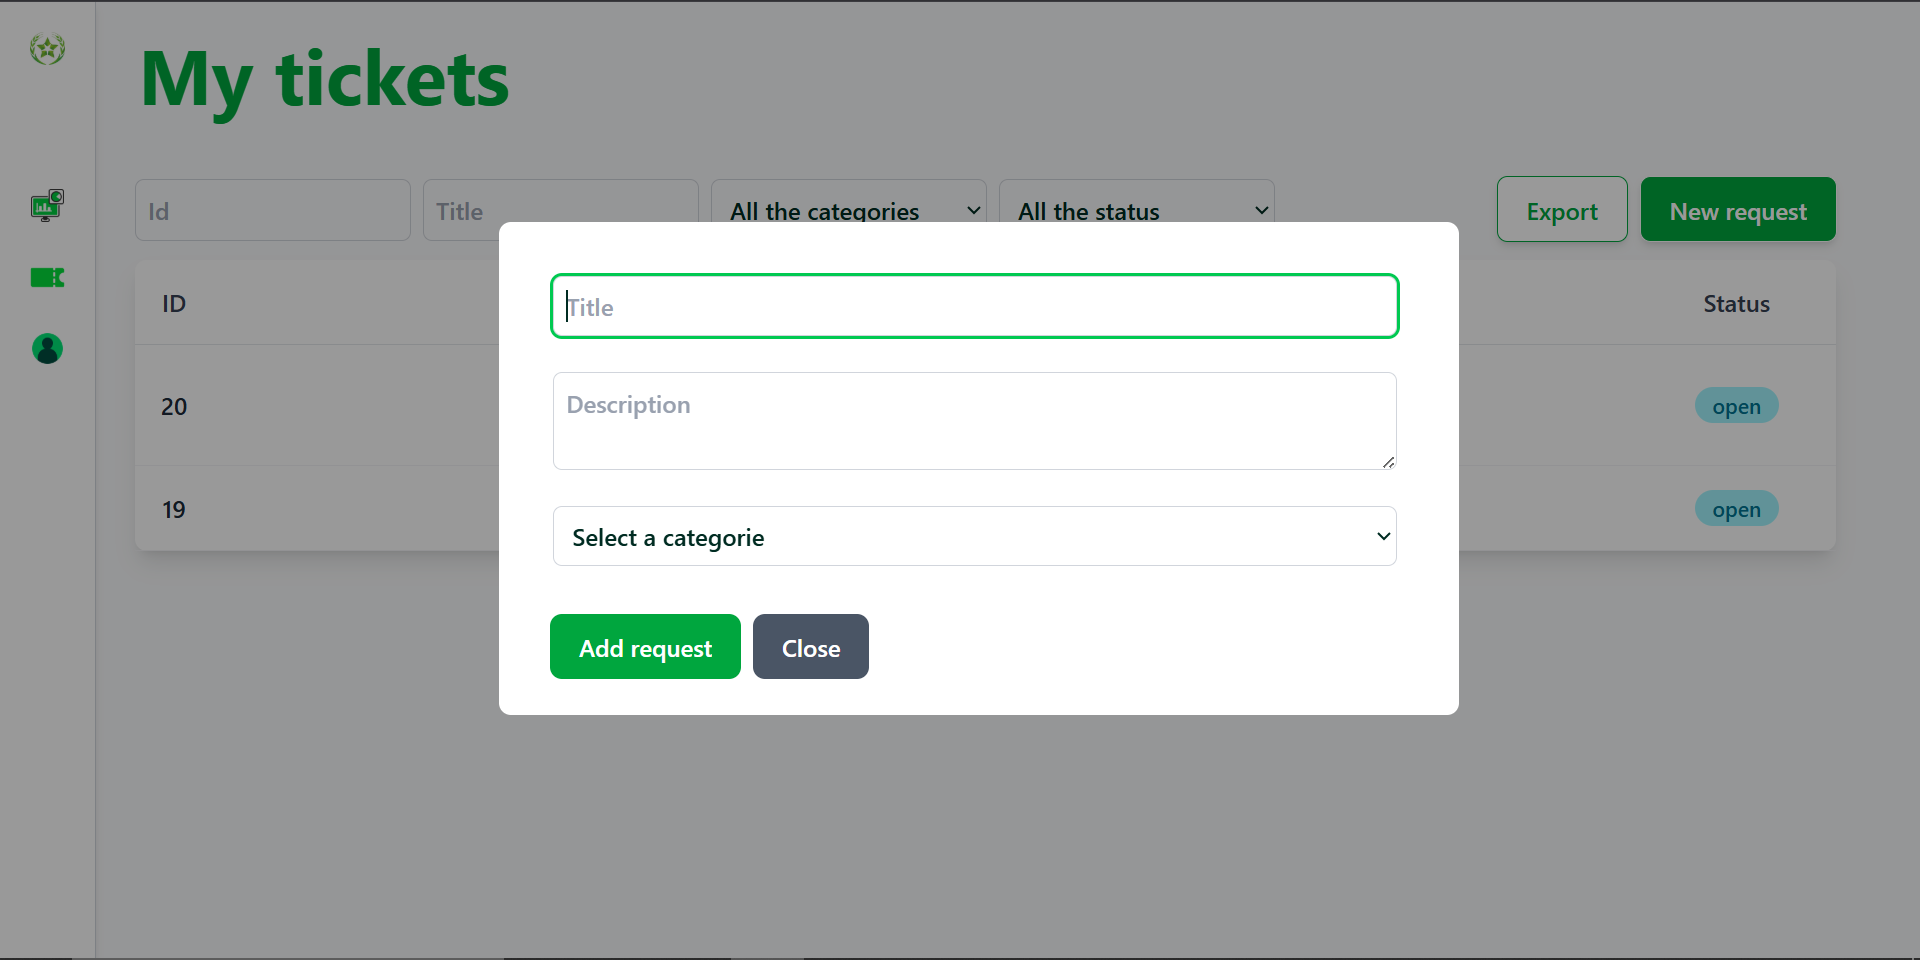 My tickets
Id
Title
All the categories
All the status
Export
New request
ID
Status
20
open
19
open
Title
Description
Select a categorie
Add request
Close